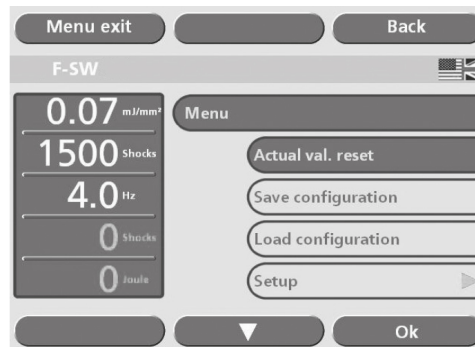 Menu exit
Back
F-SW
0.07 mJ/mm²
1500 Shocks
4.0 Hz
0 Shocks
0 Joule
Menu
Actual val. reset
Save configuration
Load configuration
Setup
Ok